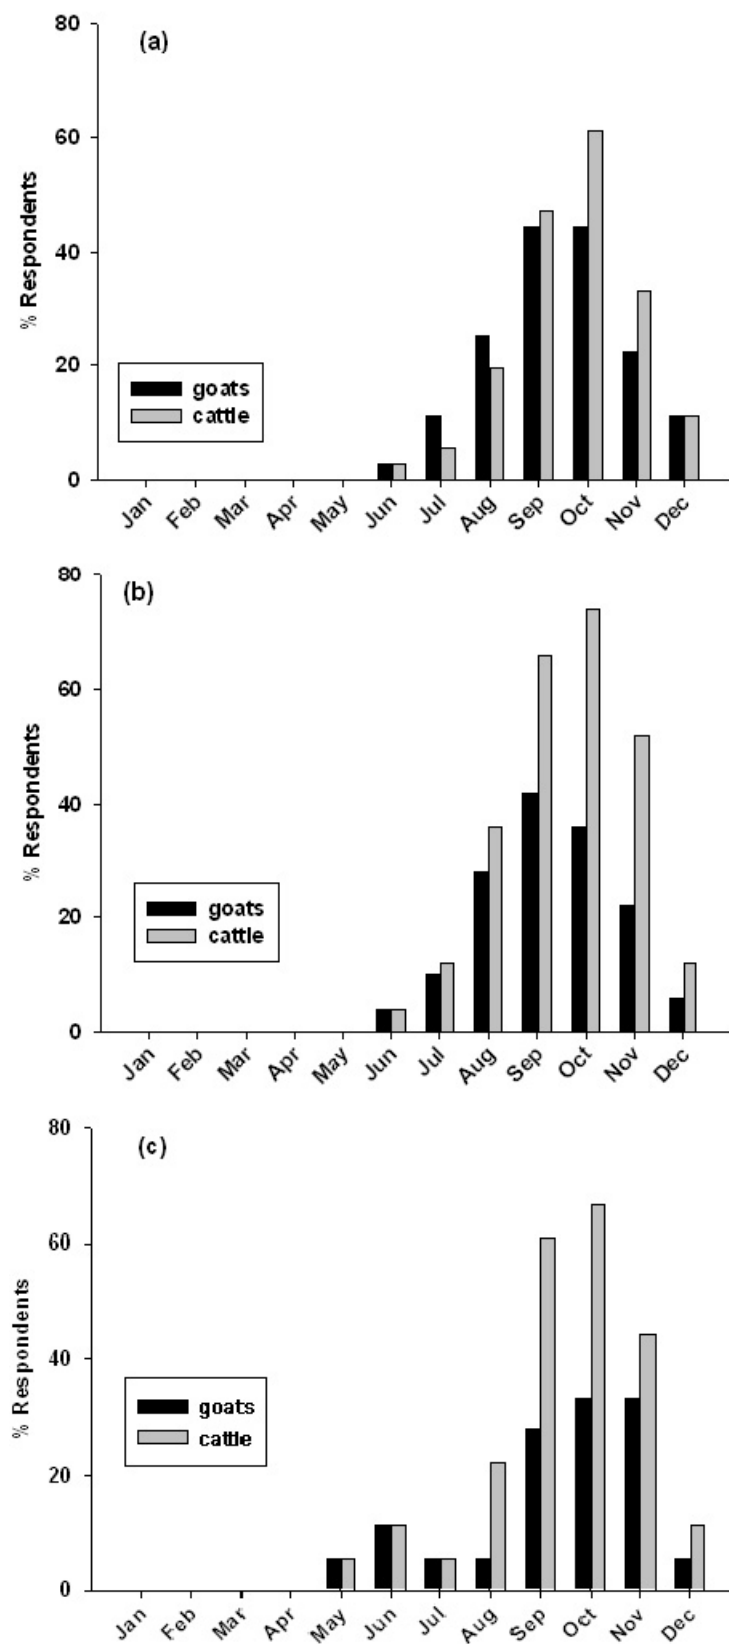 (a)
% Respondents
80
60
40
20
0
goats
cattle
Jan Feb Mar Apr May Jun Jul Aug Sep Oct Nov Dec
(b)
% Respondents
80
60
40
20
0
goats
cattle
Jan Feb Mar Apr May Jun Jul Aug Sep Oct Nov Dec
(c)
% Respondents
80
60
40
20
0
goats
cattle
Jan Feb Mar Apr May Jun Jul Aug Sep Oct Nov Dec